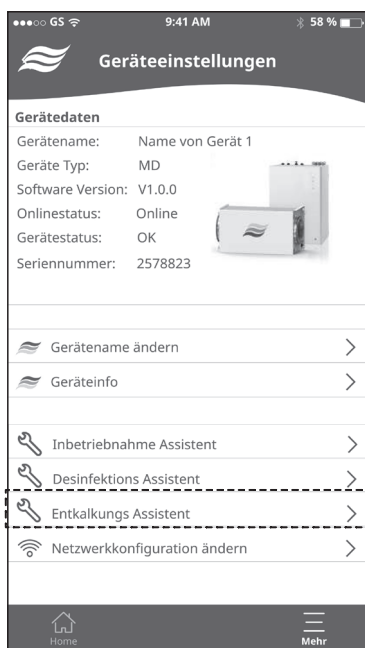 GS 9:41 AM 58 %
Geräteeinstellungen
Gerätedaten
Gerätename: Name von Gerät 1
Geräte Typ: MD
Software Version: V1.0.0
Onlinestatus: Online
Gerätestatus: OK
Seriennummer: 2578823
Gerätename ändern
Geräteinfo
Inbetriebnahme Assistent
Desinfektions Assistent
Entkalkungs Assistent
Netzwerkkonfiguration ändern
Home Mehr